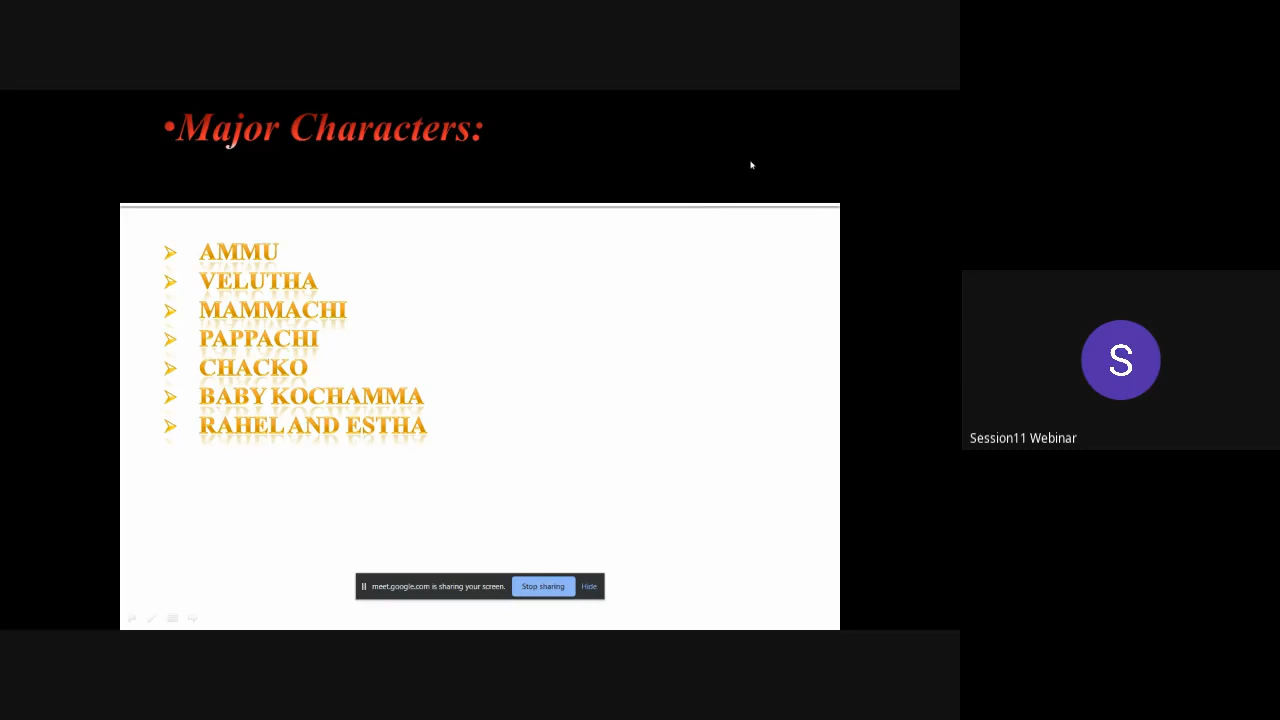 •Major Characters:
➢ AMMU
➢ VELUTHA
➢ MAMMACHI
➢ PAPPACHI
➢ CHACKO
➢ BABY KOCHAMMA
➢ RAHEL AND ESTHA
meet.google.com is sharing your screen. Stop sharing Hide
S
Session11 Webinar